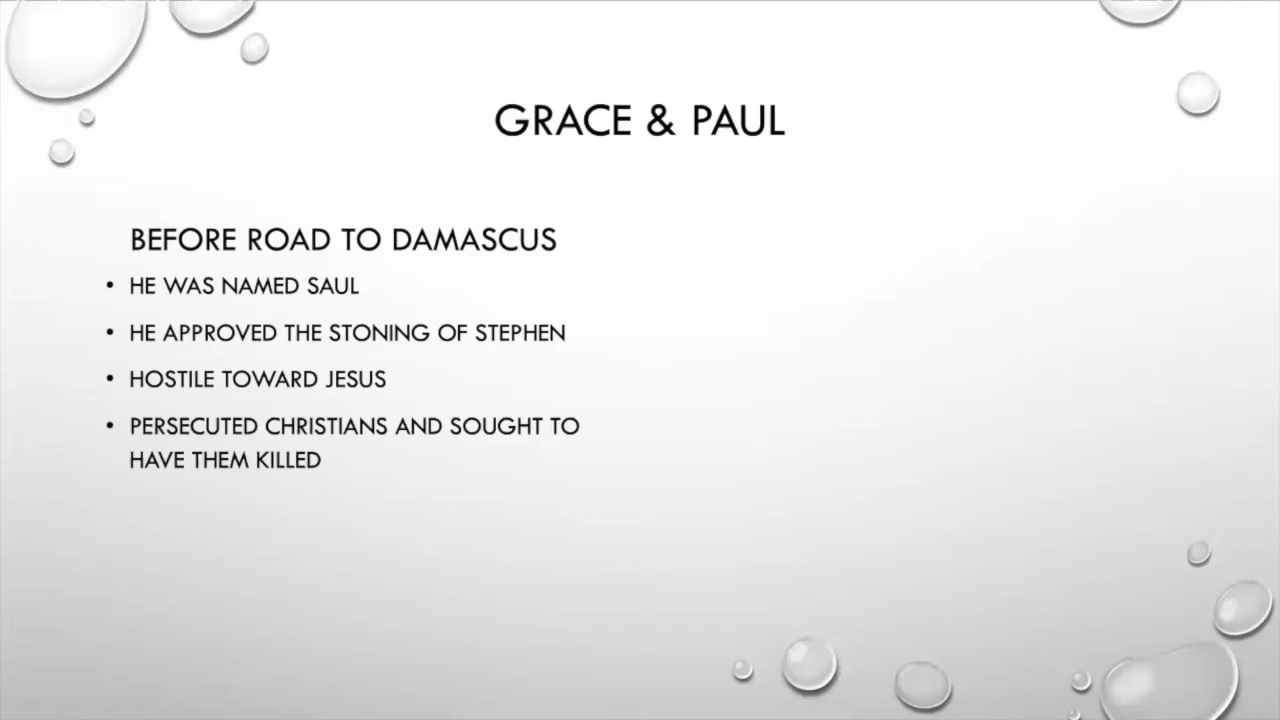 GRACE & PAUL
BEFORE ROAD TO DAMASCUS
• HE WAS NAMED SAUL
• HE APPROVED THE STONING OF STEPHEN
• HOSTILE TOWARD JESUS
• PERSECUTED CHRISTIANS AND SOUGHT TO
HAVE THEM KILLED